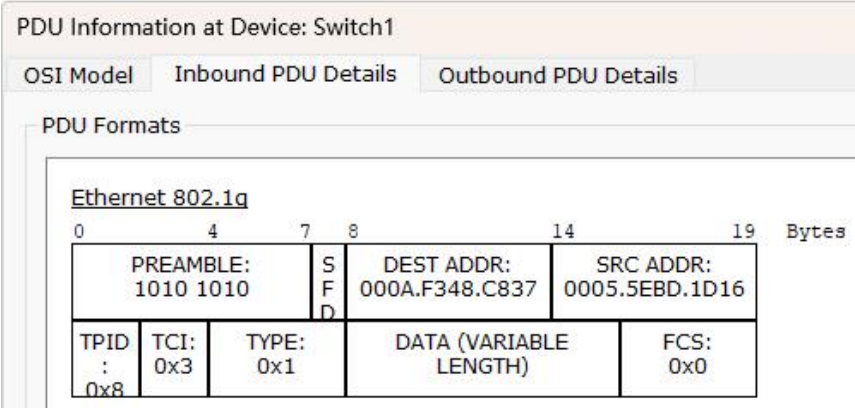 PDU Information at Device: Switch1
OSI Model Inbound PDU Details Outbound PDU Details
PDU Formats
Ethernet 802.1q
0 4 7 8 14 19 Bytes
PREAMBLE:
1010 1010
S
F
D
DEST ADDR:
000A.F348.C837
SRC ADDR:
0005.5EBD.1D16
TPID
:
0x8
TCI:
0x3
TYPE:
0x1
DATA (VARIABLE
LENGTH)
FCS:
0x0